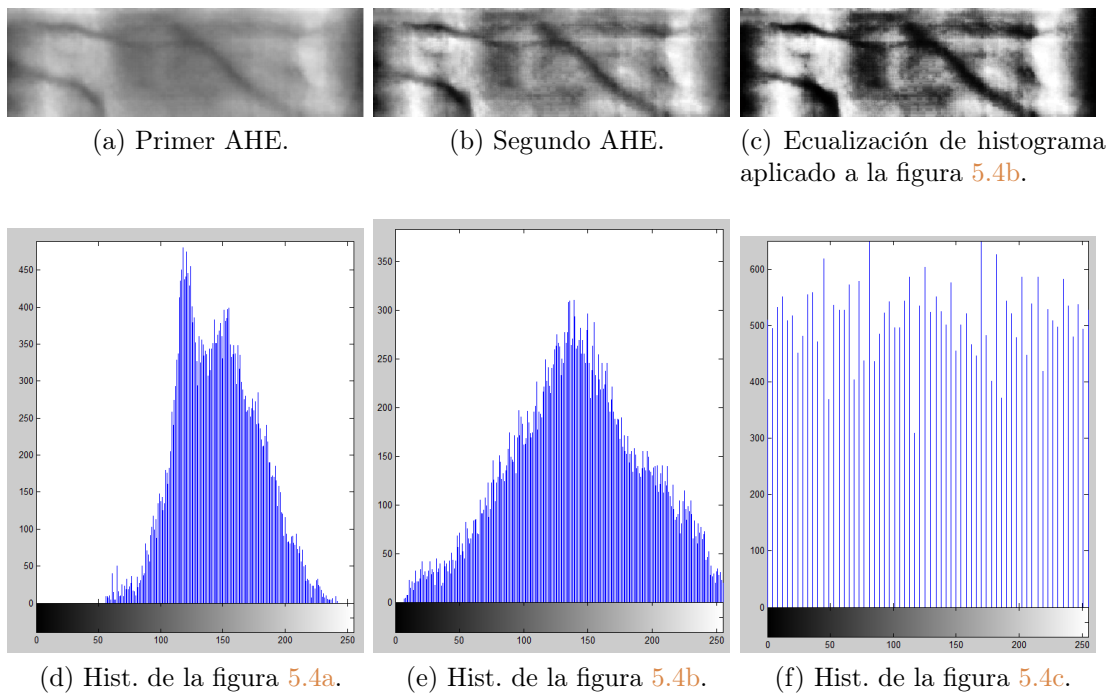 (a) Primer AHE.
(b) Segundo AHE.
(c) Ecualización de histograma
aplicado a la figura 5.4b.
450
400
350
300
250
200
150
100
50
0
0 50 100 150 200 250
(d) Hist. de la figura 5.4a.
350
300
250
200
150
100
50
0
0 50 100 150 200 250
(e) Hist. de la figura 5.4b.
600
500
400
300
200
100
0
0 50 100 150 200 250
(f) Hist. de la figura 5.4c.